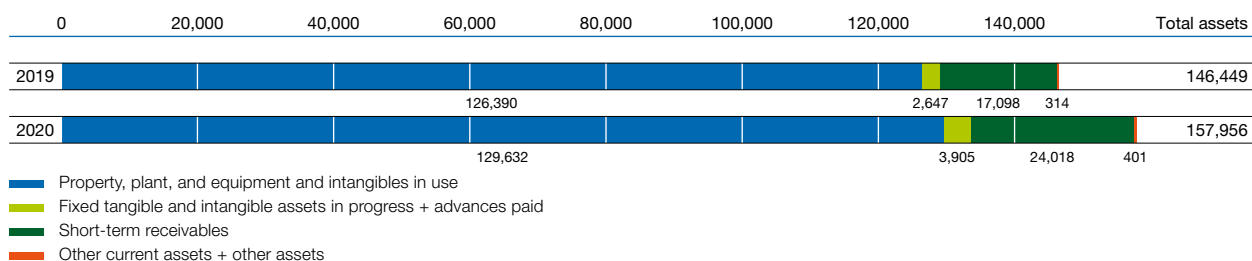 0 20,000 40,000 60,000 80,000 100,000 120,000 140,000 Total assets
2019 146,449
126,390 2,647 17,098 314
2020 157,956
129,632 3,905 24,018 401
Property, plant, and equipment and intangibles in use
Fixed tangible and intangible assets in progress + advances paid
Short-term receivables
Other current assets + other assets